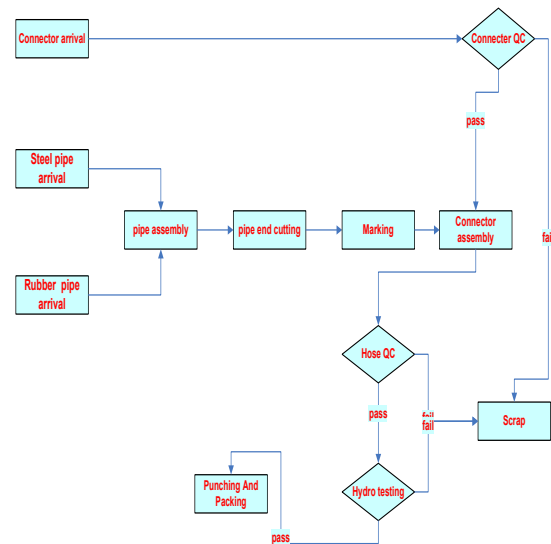 Connector arrival
Connecter QC
pass
Steel pipe
arrival
pipe assembly
pipe end cutting
Marking
Connector
assembly
fail
Rubber pipe
arrival
Hose QC
pass
fail
fail
Scrap
Punching And
Packing
Hydro testing
pass